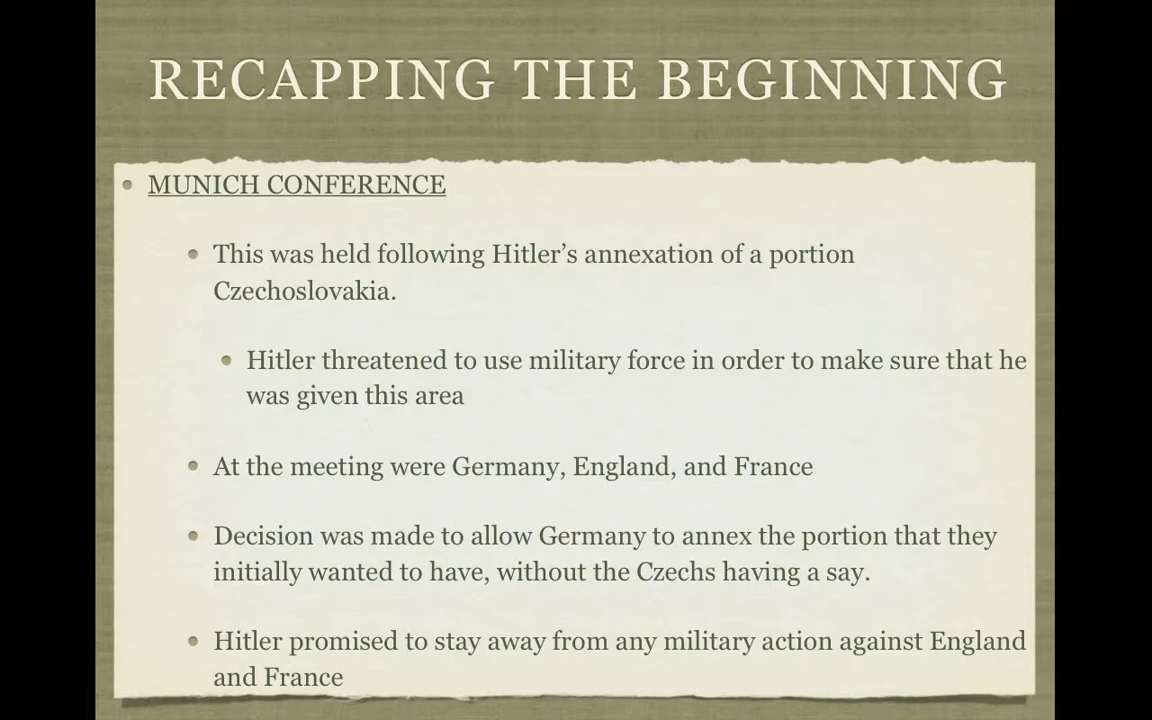 RECAPPING THE BEGINNING
• MUNICH CONFERENCE
• This was held following Hitler’s annexation of a portion
Czechoslovakia.
• Hitler threatened to use military force in order to make sure that he
was given this area
• At the meeting were Germany, England, and France
• Decision was made to allow Germany to annex the portion that they
initially wanted to have, without the Czechs having a say.
• Hitler promised to stay away from any military action against England
and France